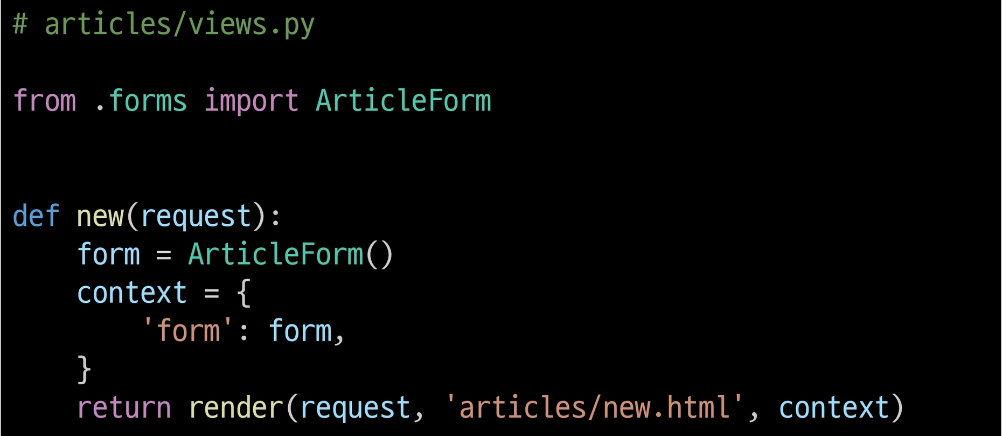 # articles/views.py
from .forms import ArticleForm
def new(request):
    form = ArticleForm()
    context = {
        'form': form,
    }
    return render(request, 'articles/new.html', context)